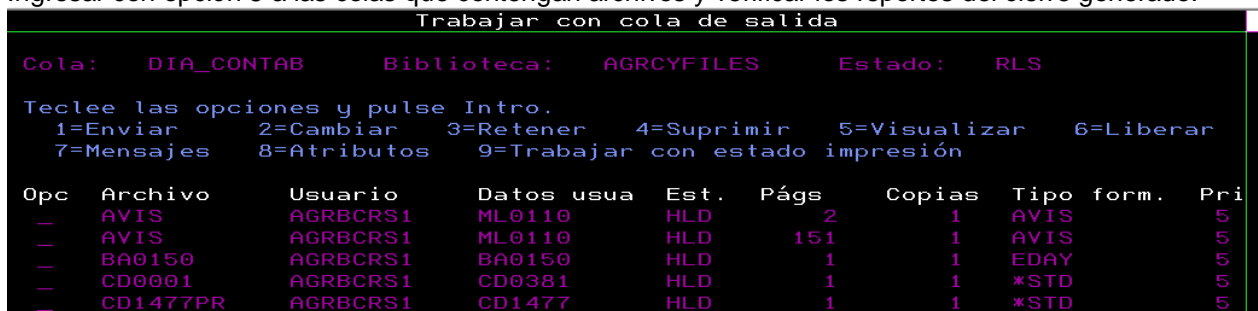 Trabajar con cola de salida
Cola: DIA_CONTAB Biblioteca: AGRCYFILES Estado: RLS
Teclee las opciones y pulse Intro.
1=Enviar 2=Cambiar 3=Retener 4=Suprimir 5=Visualizar 6=Liberar
7=Mensajes 8=Atributos 9=Trabajar con estado impresión
Opc Archivo Usuario Datos usua Est. Págs Copias Tipo form. Pri
_ AVIS AGRBCRS1 ML0110 HLD 2 1 AVIS 5
_ AVIS AGRBCRS1 ML0110 HLD 151 1 AVIS 5
_ BA0150 AGRBCRS1 BA0150 HLD 1 1 EDAY 5
_ CD0001 AGRBCRS1 CD0381 HLD 1 1 *STD 5
_ CD1477PR AGRBCRS1 CD1477 HLD 1 1 *STD 5